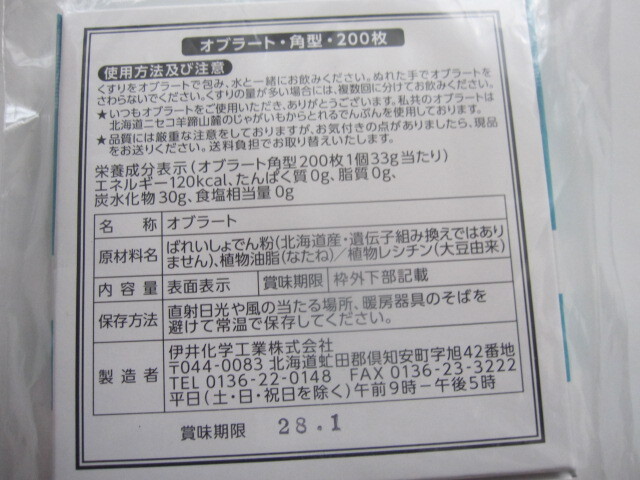 オブラート・角型・200枚
使用方法及び注意
くすりをオブラートで包み、水と一緒にお飲みください。ぬれた手でオブラートを
さわらないでください。くすりの量が多い場合には、複数回に分けてお飲みください。
★いつもオブラートをご使用いただき、ありがとうございます。私共のオブラートは
北海道ニセコ羊蹄山麓のじゃがいもからとれるでんぷんを使用しております。
★品質には厳重な注意をしておりますが、お気付きの点がありましたら、現品
をお送りください。送料負担でお取り替えいたします。
栄養成分表示(オブラート角型200枚1個33g当たり)
エネルギー120kcal、たんぱく質0g、脂質0g、
炭水化物30g、食塩相当量0g
名 称 オブラート
原材料名 ばれいしょでん粉(北海道産・遺伝子組み換えではあり
ません)、植物油脂(なたね)/植物レシチン(大豆由来)
内容量 表面表示 賞味期限 枠外下部記載
保存方法 直射日光や風の当たる場所、暖房器具のそばを
避けて常温で保存してください。
製造者 伊井化学工業株式会社
〒044-0083 北海道虻田郡倶知安町字旭42番地
TEL 0136-22-0148 FAX 0136-23-3222
平日(土・日・祝日を除く)午前9時〜午後5時
賞味期限 28.1